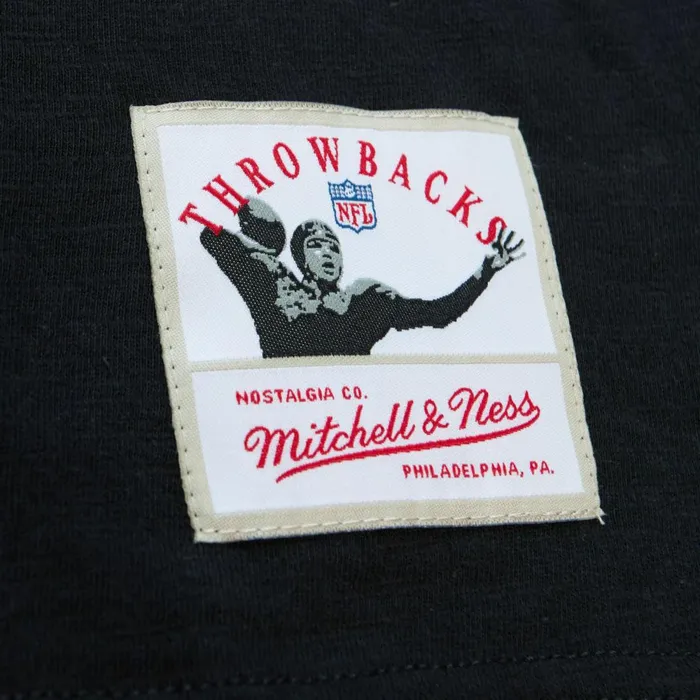 THROWBACKS
NFL
NOSTALGIA CO.
Mitchell & Ness
PHILADELPHIA, PA.